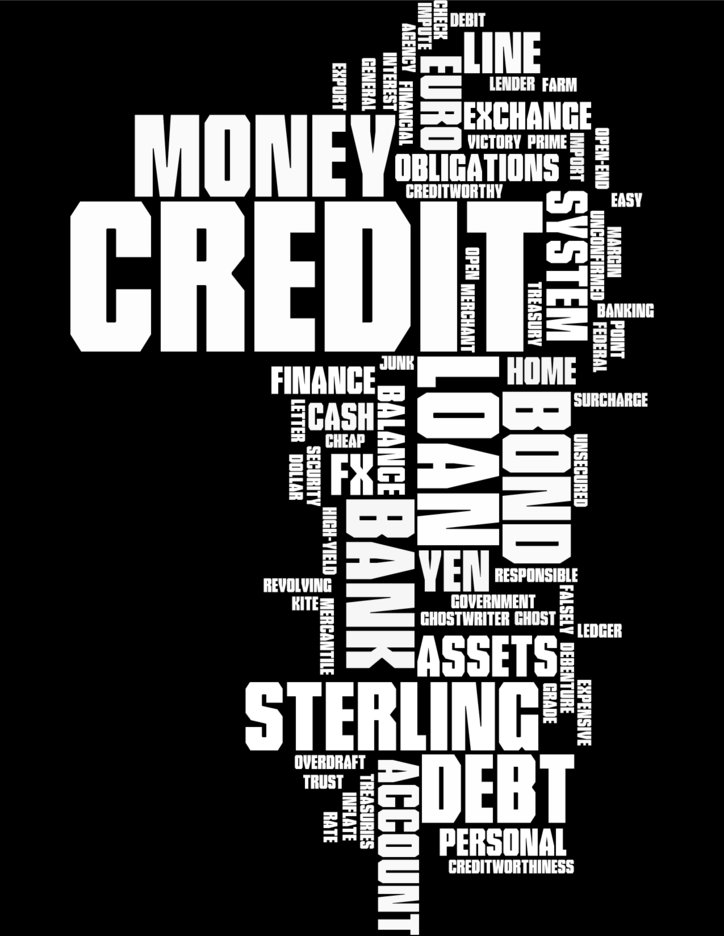 CHECK
IMPUTE
DEBIT
AGENCY
LINE
EURO
INTEREST
GENERAL
EXPORT
LENDER
FARM
FINANCIAL
EXCHANGE
MONEY
VICTORY
PRIME
IMPORT
OPEN-END
OBLIGATIONS
CREDITWORTHY
CREDIT
SYSTEM
EASY
UNCONFIRMED
MARGIN
OPEN
MERCHANT
TREASURY
BANKING
POINT
FEDERAL
JUNK
LOAN
HOME
FINANCE
BALANCE
BOND
SURCHARGE
LETTER
CASH
CHEAP
UNSECURED
SECURITY
DOLLAR
FX
BANK
HIGH-YIELD
YEN
RESPONSIBLE
REVOLVING
FALSELY
KITE
MERCANTILE
GOVERNMENT
GHOSTWRITER
GHOST
LEDGER
ASSETS
DEBENTURE
STERLING
GRADE
EXPENSIVE
OVERDRAFT
ACCOUNT
DEBT
TRUST
TREASURIES
INFLATE
RATE
PERSONAL
CREDITWORTHINESS